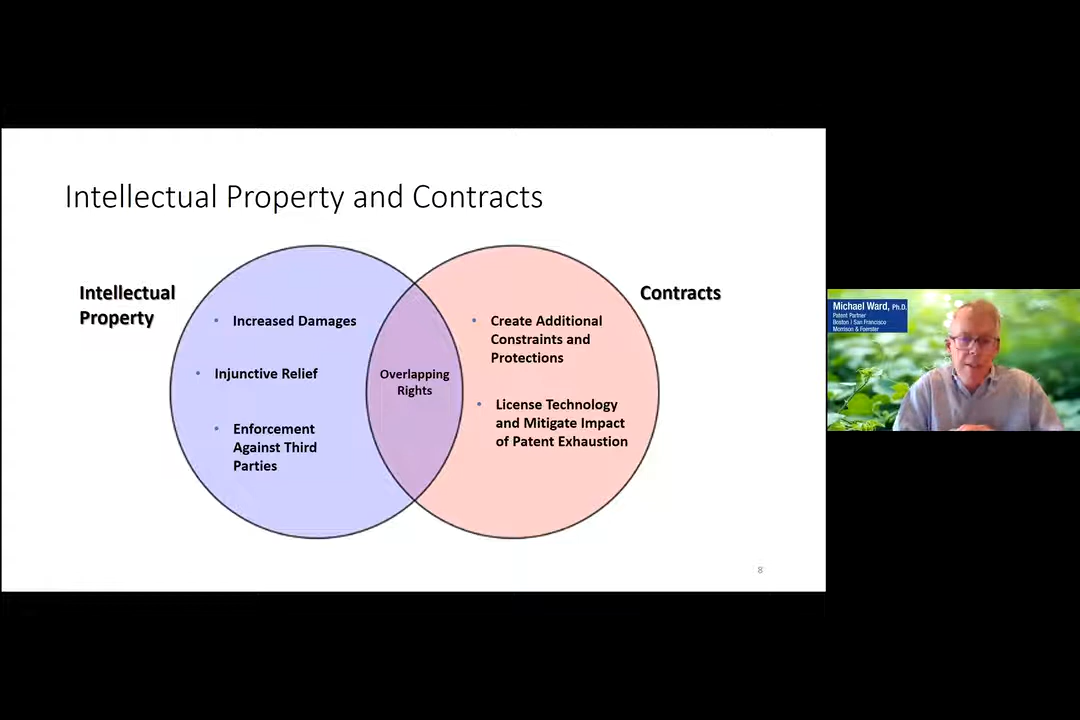 Intellectual Property and Contracts
Intellectual
Property
Contracts
• Increased Damages
• Injunctive Relief
• Enforcement
Against Third
Parties
Overlapping
Rights
• Create Additional
Constraints and
Protections
• License Technology
and Mitigate Impact
of Patent Exhaustion
8
Michael Ward, Ph.D.
Patent Partner
Boston / San Francisco
Morrison & Foerster